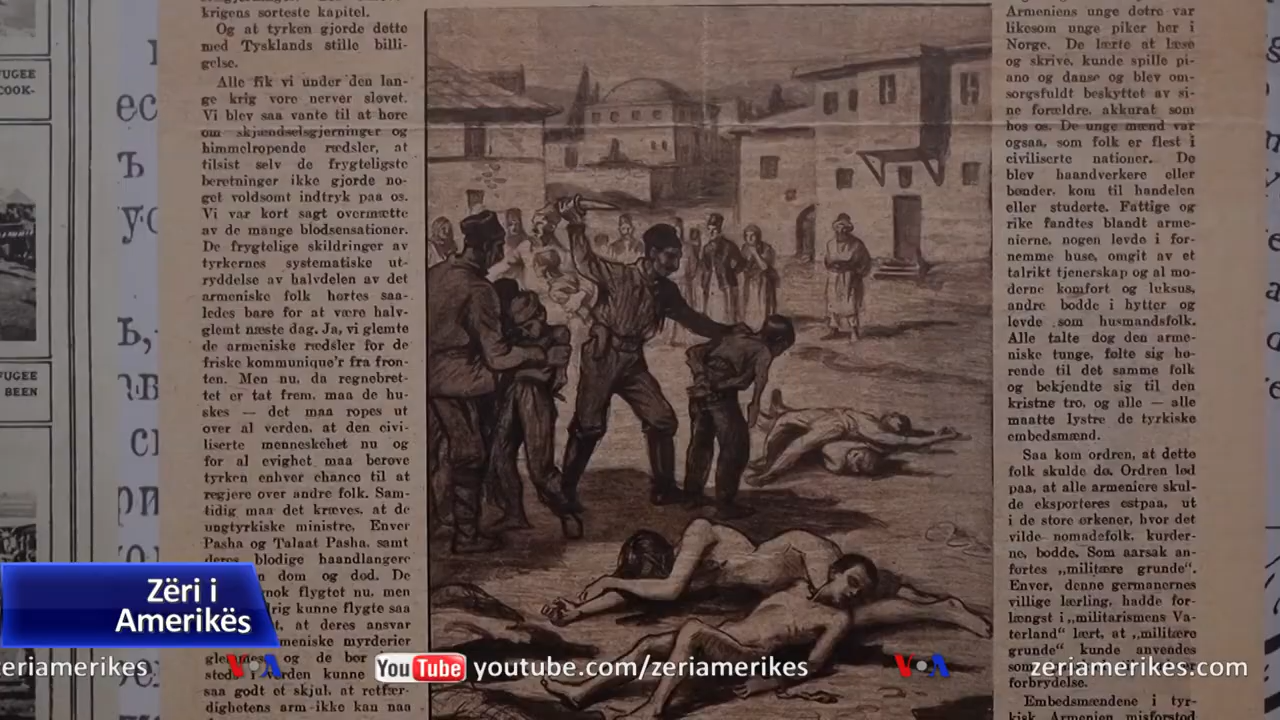 krigens sorteste kapitel.
Og at tyrken gjorde dette
med Tysklands stille billi-
gelse.
Alle fik vi under den lan-
ge krig vore nerver sløvet.
Vi blev saa vante til at høre
om skjændselsgjerninger og
himmelropende rædsler, at
tilsist selv de frygteligste
beretninger ikke gjorde no-
get voldsomt indtryk paa os.
Vi var kort sagt overmætte
av de mange blodsensationer.
De frygtelige skildringer av
tyrkernes systematiske ut-
ryddelse av halvdelen av det
armeniske folk hørtes saa-
ledes bare for at være halv-
glemt næste dag. Ja, vi glemte
de armeniske rædsler for de
friske kommunique'r fra fron-
ten. Men nu, da regnebret-
tet er tat frem, maa de hu-
skes — det maa ropes ut
over al verden, at den civi-
liserte menneskehet nu og
for al evighet maa berøve
tyrken enhver chance til at
regjere over andre folk. Sam-
tidig maa det kræves, at de
ungtyrkiske ministre, Enver
Pasha og Talaat Pasha, samt
deres blodige haandlangere
dom og død. De
nok flygtet nu, men
kunne flygte saa
at deres ansvar
myrderier
og de bør
kunne
saa godt et skjul, at retfær-
dighetens arm ikke kan naa
Armeniens unge døtre var
likesom unge piker her i
Norge. De lærte at læse
og skrive, kunde spille pi-
ano og danse og blev om-
sorgsfuldt beskyttet av si-
ne forældre, akkurat som
hos os. De unge mænd var
ogsaa, som folk er flest i
civiliserte nationer. De
blev haandverkere eller
bønder, kom til handelen
eller studerte. Fattige og
rike fandtes blandt arme-
nierne, nogen levde i for-
nemme huse, omgit av et
talrikt tjenerskap og al mo-
derne komfort og luksus,
andre bodde i hytter og
levde som husmandsfolk.
Alle talte dog den arme-
niske tunge, følte sig hø-
rende til det samme folk
og bekjendte sig til den
kristne tro, og alle — alle
maatte lystre de tyrkiske
embedsmænd.
Saa kom ordren, at dette
folk skulde dø. Ordren lød
paa, at alle armeniere skul-
de eksporteres østpaa, ut
i de store ørkener, hvor det
vilde nomadefolk, kurder-
ne, bodde. Som aarsak an-
førtes „militære grunde“.
Enver, denne germanernes
villige lærling, hadde for-
længst i „militarismens Va-
terland“ lært, at „militære
grunde“ kunde anvendes
som
forbrydelse.
Embedsmændene i tyr-
kisk Armenien misforstod
FUGEE
COOK-
FUGEE
BEEN
Zëri i
Amerikës
zeriamerikes
VOA
YouTube youtube.com/zeriamerikes
VOA
zeriamerikes.com